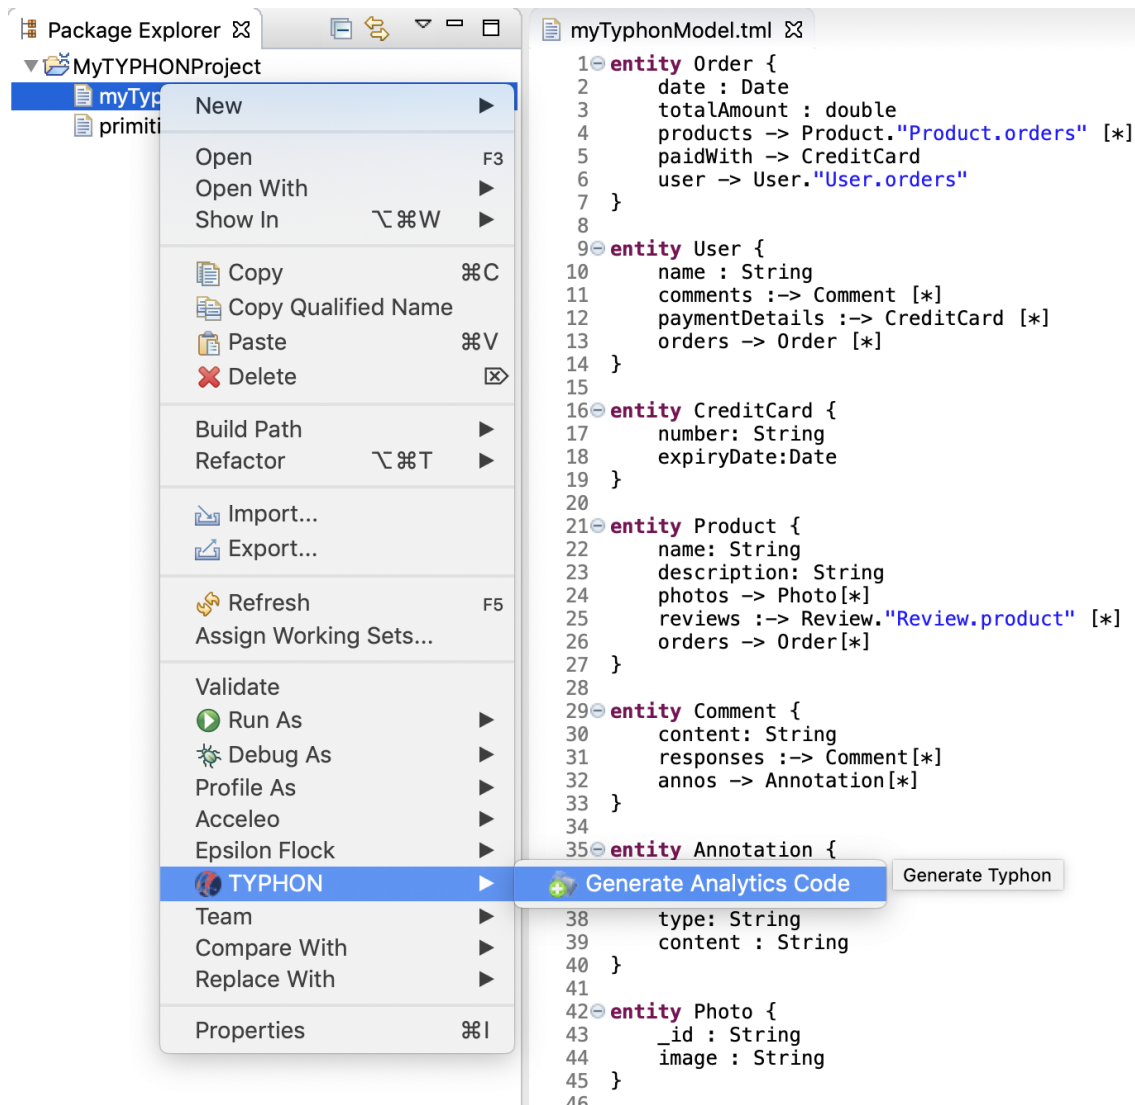 Package Explorer
MyTYPHONProject
myTyp
primiti
New
Open F3
Open With
Show In ⌥⌘W
Copy ⌘C
Copy Qualified Name
Paste ⌘V
Delete ⌦
Build Path
Refactor ⌥⌘T
Import...
Export...
Refresh F5
Assign Working Sets...
Validate
Run As
Debug As
Profile As
Acceleo
Epsilon Flock
TYPHON
Team
Compare With
Replace With
Properties ⌘I
Generate Analytics Code
Generate Typhon
myTyphonModel.tml
1 entity Order {
2 date : Date
3 totalAmount : double
4 products -> Product."Product.orders" [*]
5 paidWith -> CreditCard
6 user -> User."User.orders"
7 }
8
9 entity User {
10 name : String
11 comments :-> Comment [*]
12 paymentDetails :-> CreditCard [*]
13 orders -> Order [*]
14 }
15
16 entity CreditCard {
17 number: String
18 expiryDate:Date
19 }
20
21 entity Product {
22 name: String
23 description: String
24 photos -> Photo[*]
25 reviews :-> Review."Review.product" [*]
26 orders -> Order[*]
27 }
28
29 entity Comment {
30 content: String
31 responses :-> Comment[*]
32 annos -> Annotation[*]
33 }
34
35 entity Annotation {
38 type: String
39 content : String
40 }
41
42 entity Photo {
43 _id : String
44 image : String
45 }
46